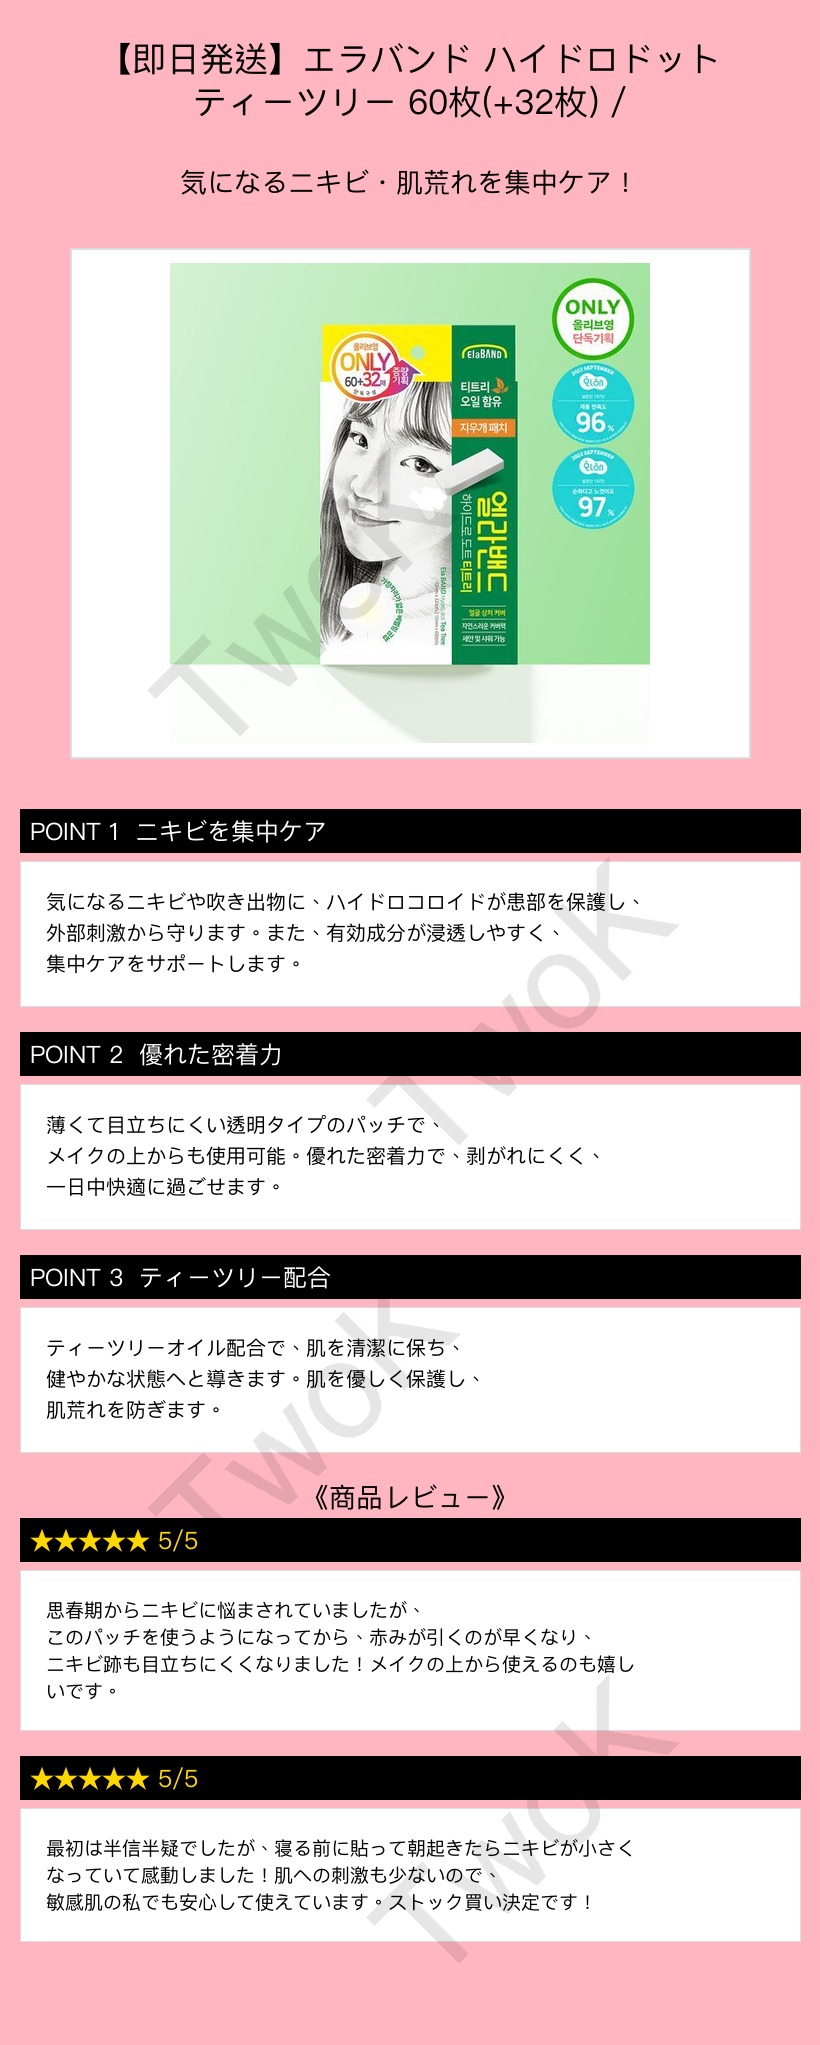 【即日発送】エラバンド ハイドロドット
ティーツリー 60枚(+32枚) /
気になるニキビ・肌荒れを集中ケア！
ONLY
올리브영
단독기획
올리브영
ONLY
60+32매
단독구성
증량
기획
ElaBAND
티트리
오일 함유
지우개 패치
엘라밴드
하이드로 도트 티트리
Ela BAND Hydro dot Tea Tree
얼굴 상처 커버
자연스러운 커버력
세안 및 샤워 가능
2023 SEPTEMBER
제품 만족도
96%
2023 SEPTEMBER
순하다고 느꼈어요
97%
POINT 1 ニキビを集中ケア
気になるニキビや吹き出物に、ハイドロコロイドが患部を保護し、
外部刺激から守ります。また、有効成分が浸透しやすく、
集中ケアをサポートします。
POINT 2 優れた密着力
薄くて目立ちにくい透明タイプのパッチで、
メイクの上からも使用可能。優れた密着力で、剥がれにくく、
一日中快適に過ごせます。
POINT 3 ティーツリー配合
ティーツリーオイル配合で、肌を清潔に保ち、
健やかな状態へと導きます。肌を優しく保護し、
肌荒れを防ぎます。
《商品レビュー》
★★★★★ 5/5
思春期からニキビに悩まされていましたが、
このパッチを使うようになってから、赤みが引くのが早くなり、
ニキビ跡も目立ちにくくなりました！メイクの上から使えるのも嬉し
いです。
★★★★★ 5/5
最初は半信半疑でしたが、寝る前に貼って朝起きたらニキビが小さく
なっていて感動しました！肌への刺激も少ないので、
敏感肌の私でも安心して使えています。ストック買い決定です！
TwoK
TwoK
TwoK
TwoK